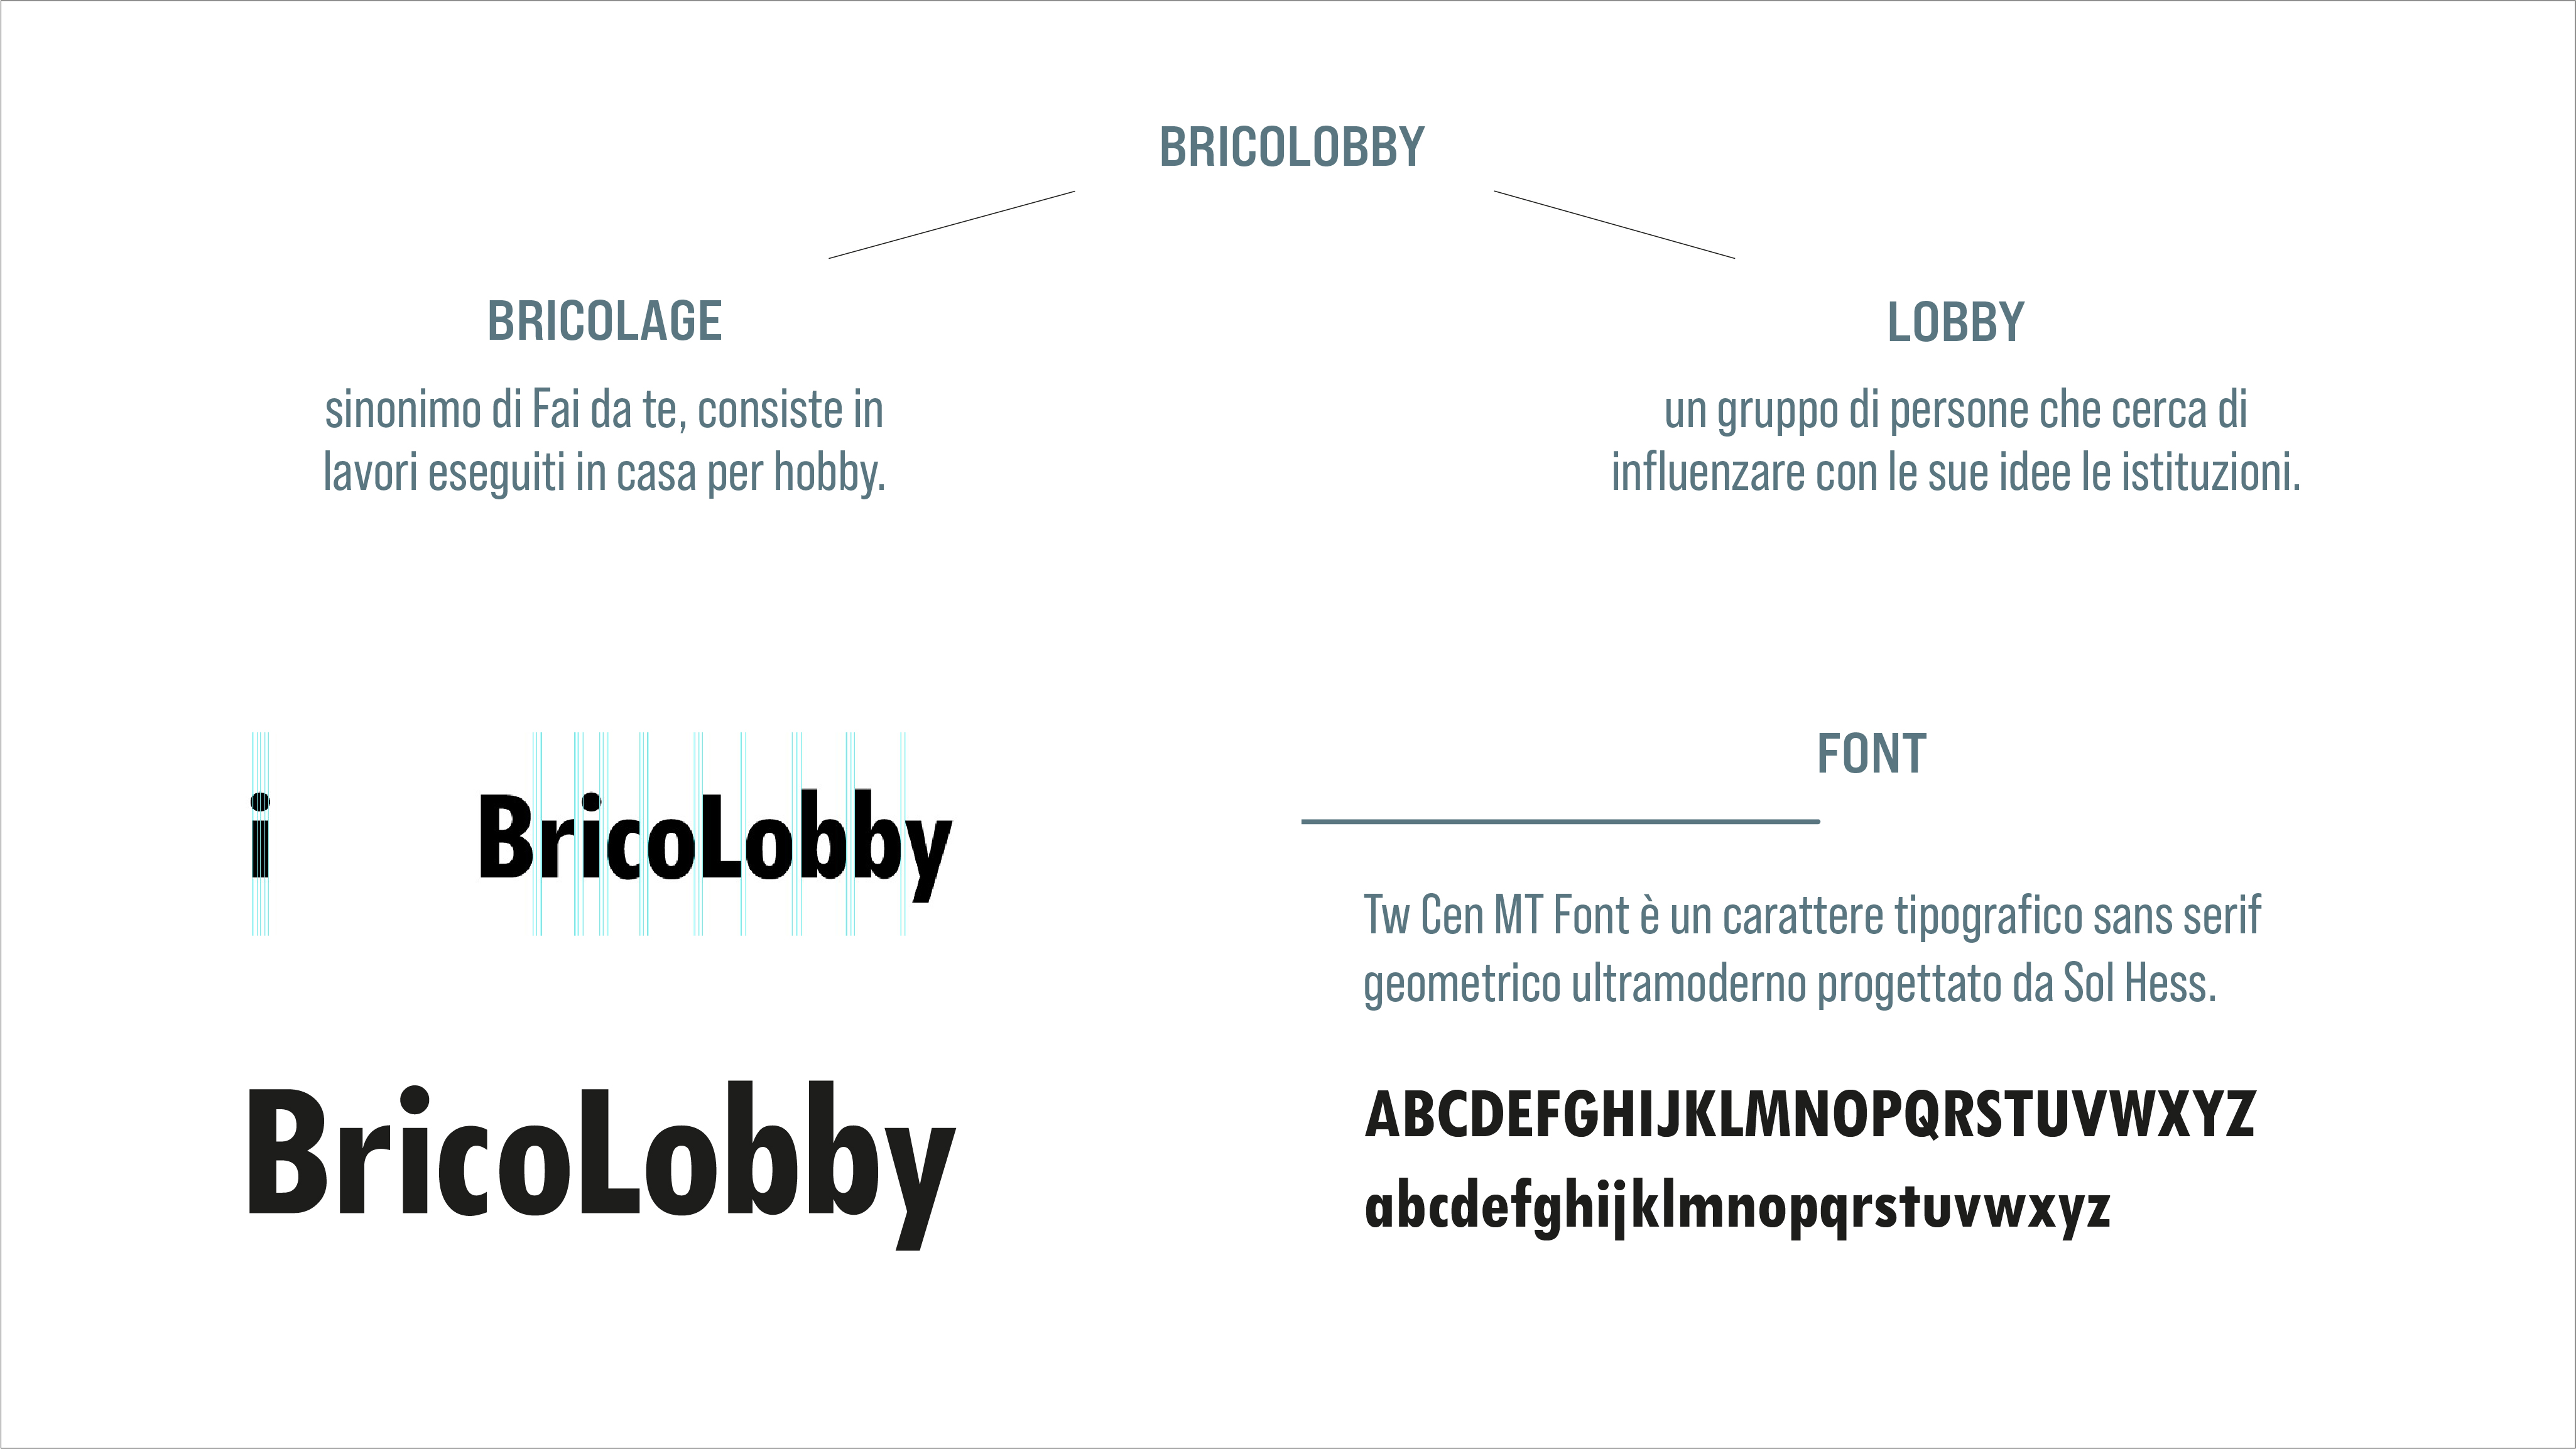 BRICOLOBBY
BRICOLAGE
sinonimo di Fai da te, consiste in
lavori eseguiti in casa per hobby.
LOBBY
un gruppo di persone che cerca di
influenzare con le sue idee le istituzioni.
i
BricoLobby
BricoLobby
FONT
Tw Cen MT Font è un carattere tipografico sans serif
geometrico ultramoderno progettato da Sol Hess.
ABCDEFGHIJKLMNOPQRSTUVWXYZ
abcdefghijklmnopqrstuvwxyz